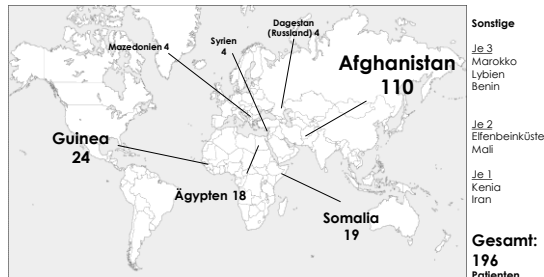 Dagestan
(Russland) 4
Syrien
4
Mazedonien 4
Afghanistan
110
Guinea
24
Ägypten 18
Somalia
19
Sonstige
Je 3
Marokko
Lybien
Benin
Je 2
Elfenbeinküste
Mali
Je 1
Kenia
Iran
Gesamt:
196
Patienten